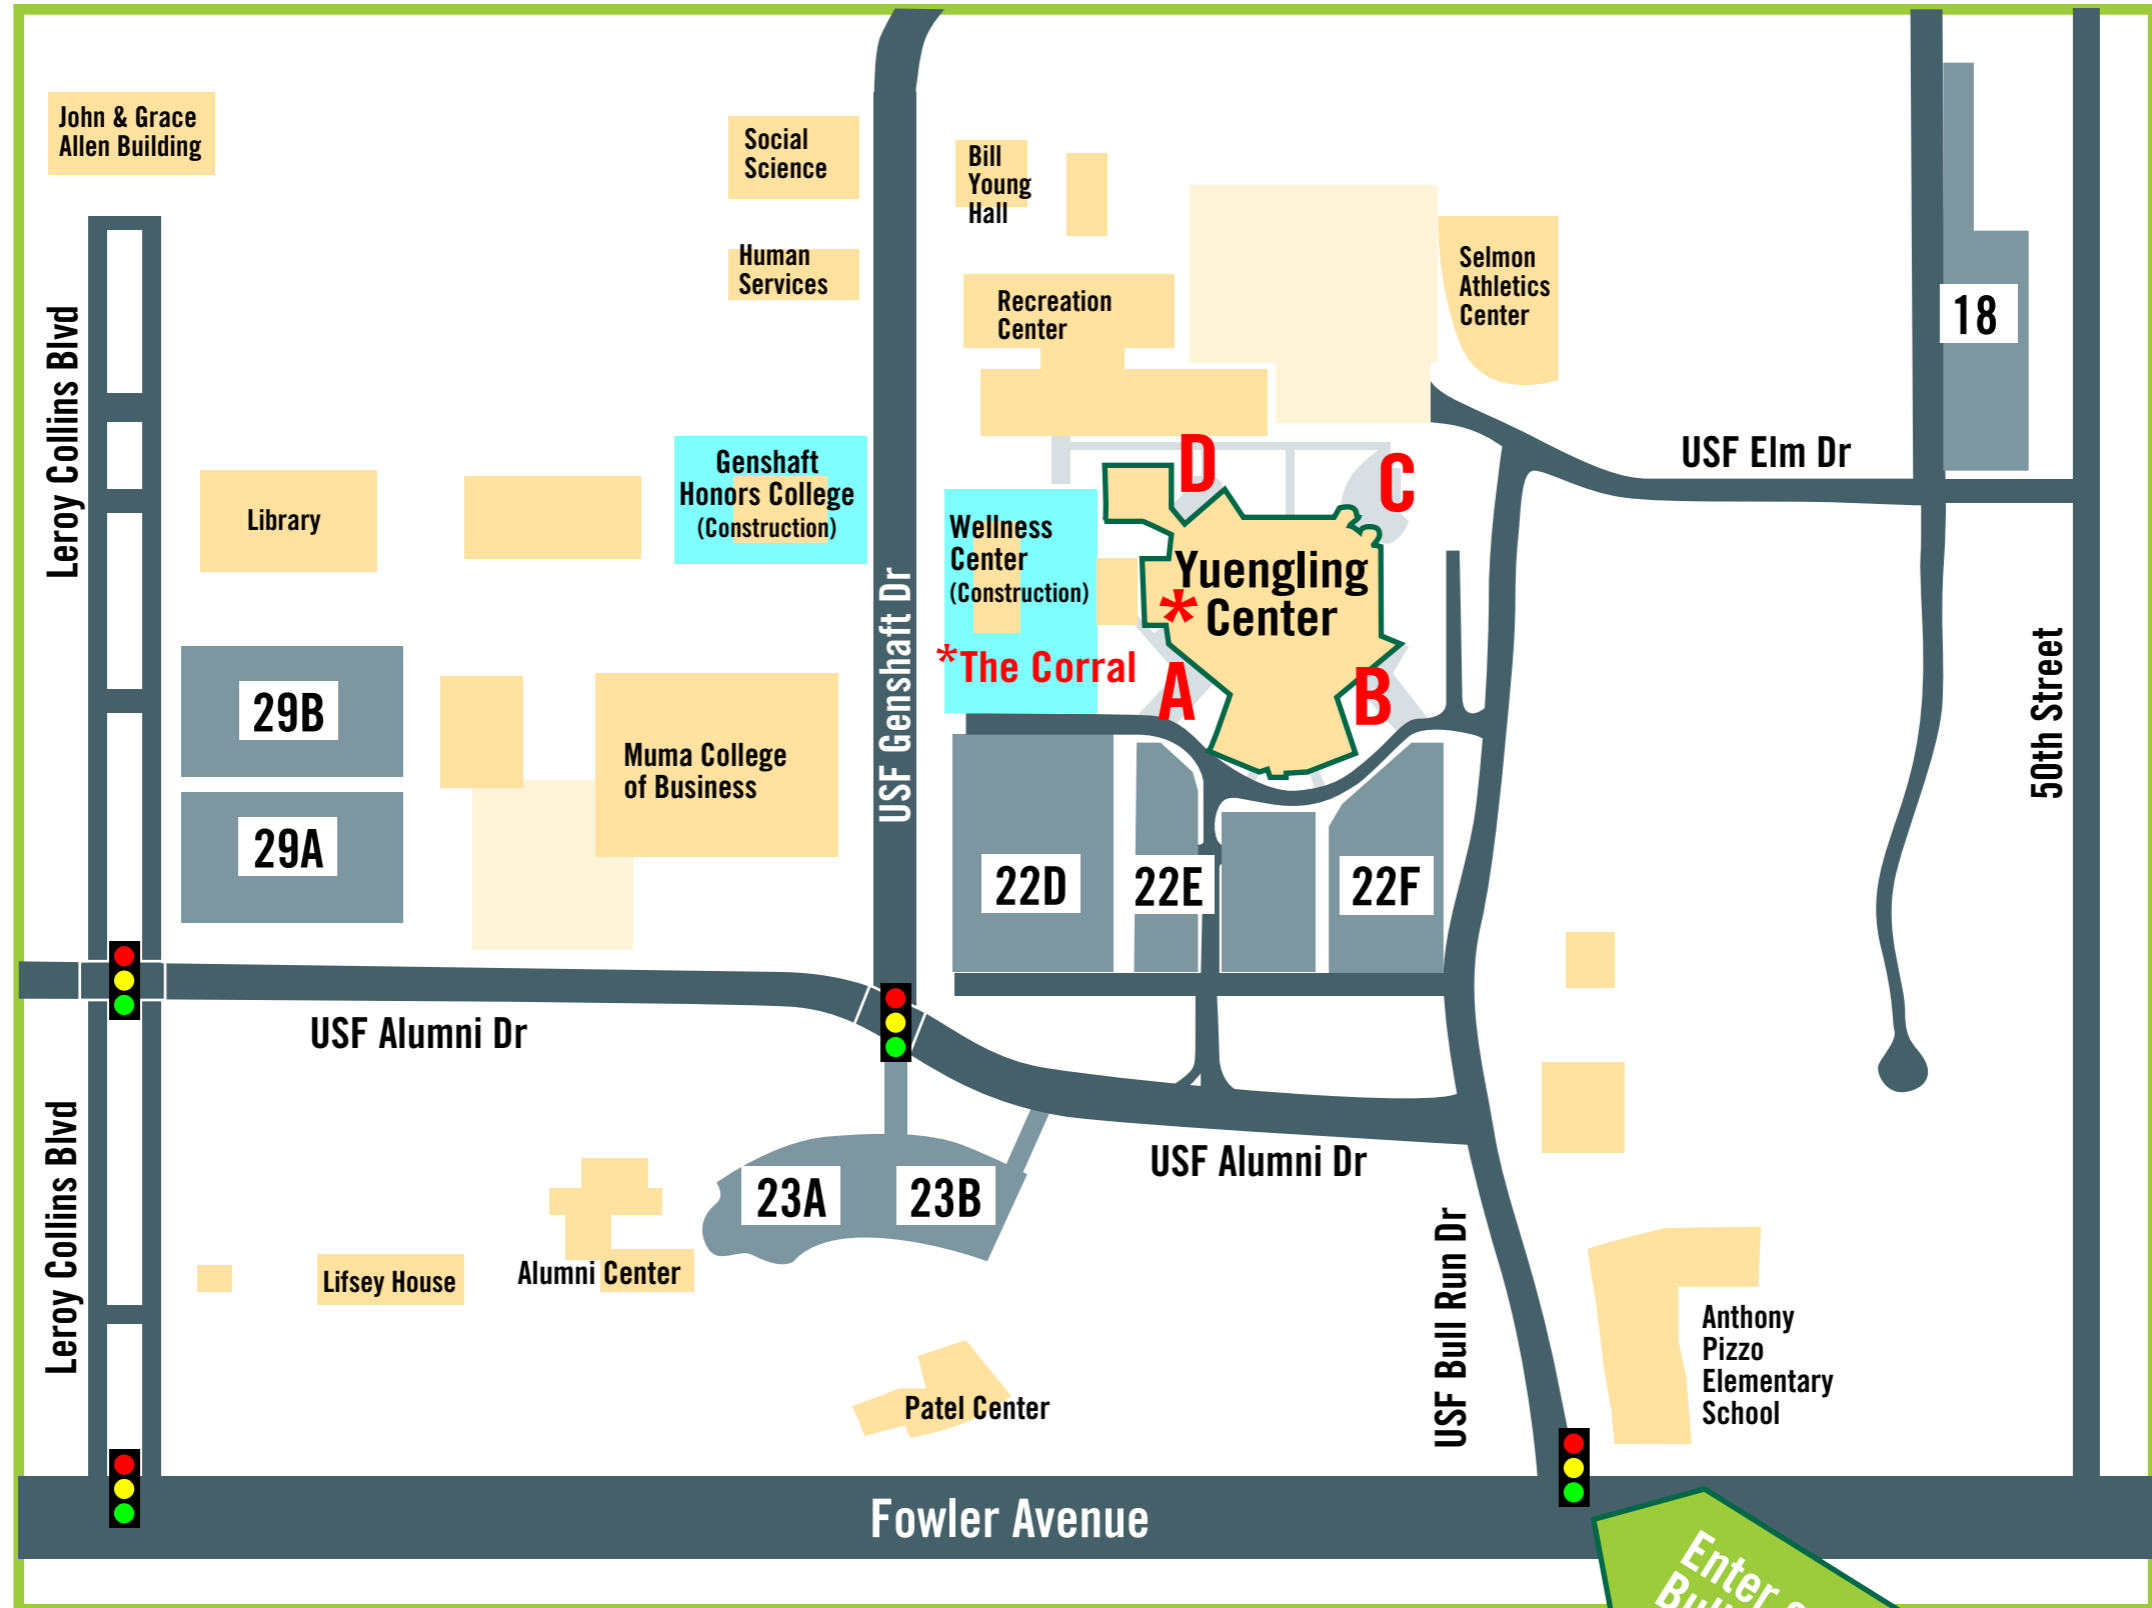 John & Grace
Allen Building
Social
Science
Bill
Young
Hall
Human
Services
Selmon
Athletics
Center
Recreation
Center
18
Leroy Collins Blvd
USF Elm Dr
Genshaft
Honors College
(Construction)
D
C
Library
Wellness
Center
(Construction)
Yuengling
* Center
*The Corral
A
B
USF Genshaft Dr
50th Street
29B
Muma College
of Business
29A
22D
22E
22F
USF Alumni Dr
USF Alumni Dr
23A
23B
Leroy Collins Blvd
Lifsey House
Alumni Center
USF Bull Run Dr
Anthony
Pizzo
Elementary
School
Patel Center
Fowler Avenue
Enter